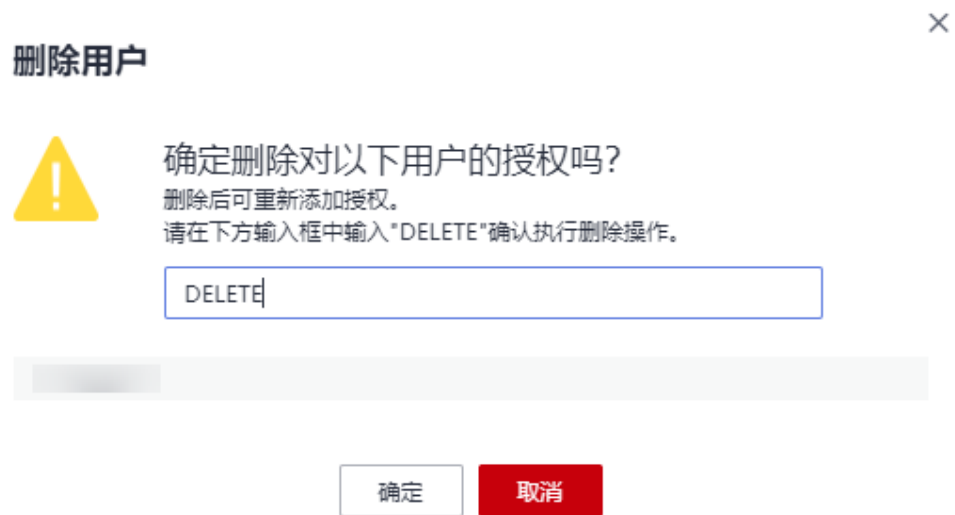 删除用户
确定删除对以下用户的授权吗?
删除后可重新添加授权。
请在下方输入框中输入"DELETE"确认执行删除操作。
DELETE
确定 取消